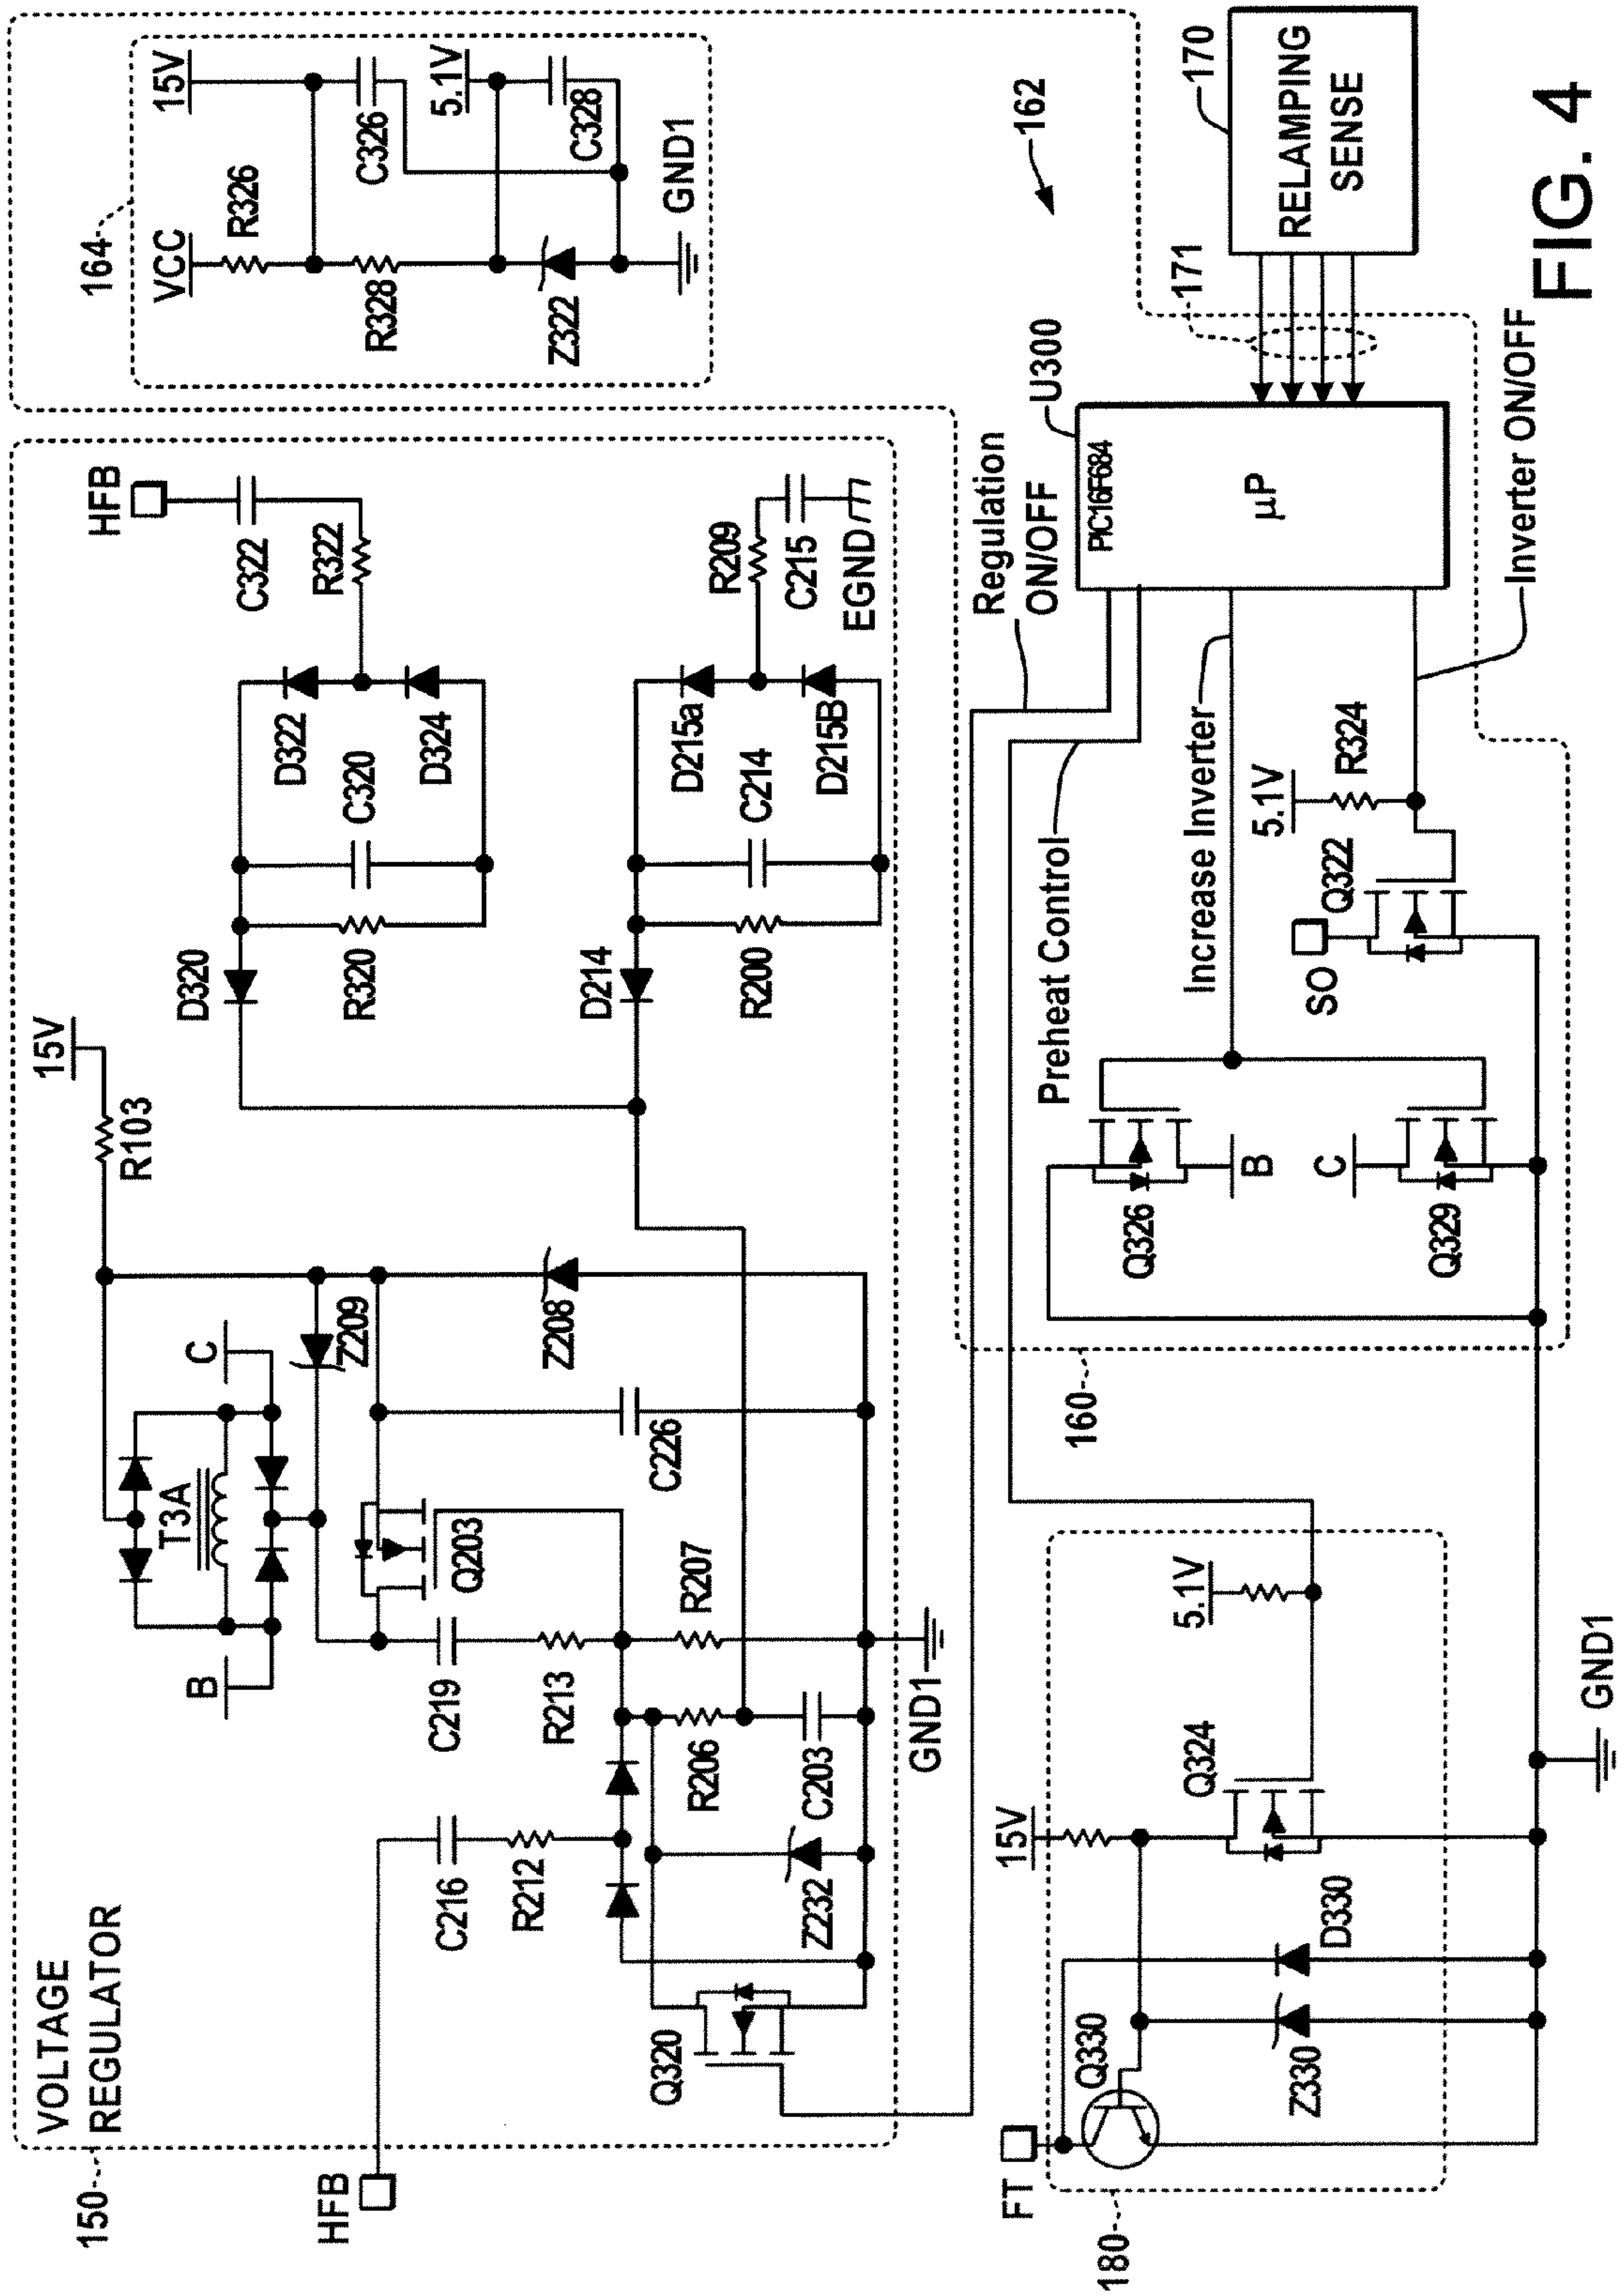 VOLTAGE
REGULATOR
150
HFB
B
T3A
C
15V
R103
Z209
C219
Q203
C216
R213
R212
R207
C226
Z208
R206
C203
Z232
Q320
GND1
D320
R320
C320
D322
D324
R322
C322
HFB
D214
R200
C214
D215a
D215B
R209
C215
EGND
164
VCC
R326
15V
C326
R328
5.1V
Z322
C328
GND1
162
170
RELAMPING
SENSE
171
U300
PIC16F684
µP
Regulation
ON/OFF
Preheat Control
Increase Inverter
Inverter ON/OFF
5.1V
R324
Q322
SO
Q326
B
C
Q329
160
FT
180
Q330
Z330
D330
15V
Q324
5.1V
GND1
FIG. 4